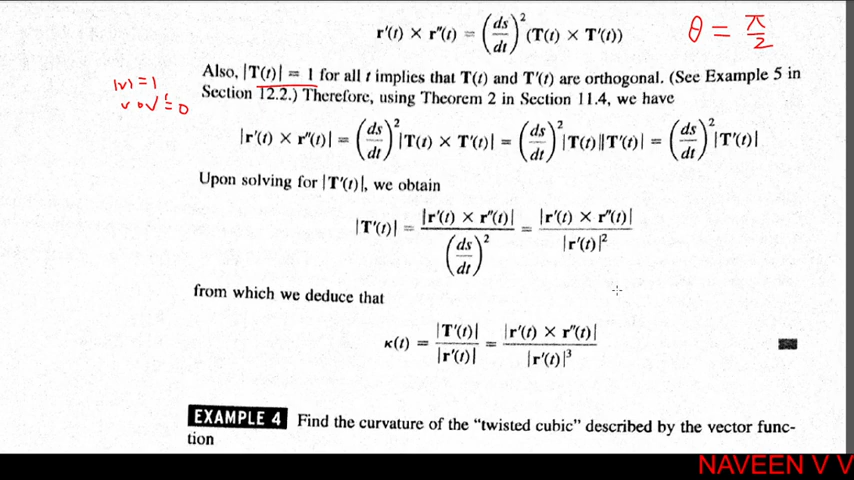 r′(t) × r″(t) = (ds/dt)² (T(t) × T′(t))
θ = π/2
Also, |T(t)| = 1 for all t implies that T(t) and T′(t) are orthogonal. (See Example 5 in
|v| = 1
Section 12.2.) Therefore, using Theorem 2 in Section 11.4, we have
v · v′ = 0
|r′(t) × r″(t)| = (ds/dt)² |T(t) × T′(t)| = (ds/dt)² |T(t)||T′(t)| = (ds/dt)² |T′(t)|
Upon solving for |T′(t)|, we obtain
|T′(t)| = |r′(t) × r″(t)| / (ds/dt)² = |r′(t) × r″(t)| / |r′(t)|²
from which we deduce that
κ(t) = |T′(t)| / |r′(t)| = |r′(t) × r″(t)| / |r′(t)|³
EXAMPLE 4 Find the curvature of the “twisted cubic” described by the vector func-
tion
NAVEEN V V